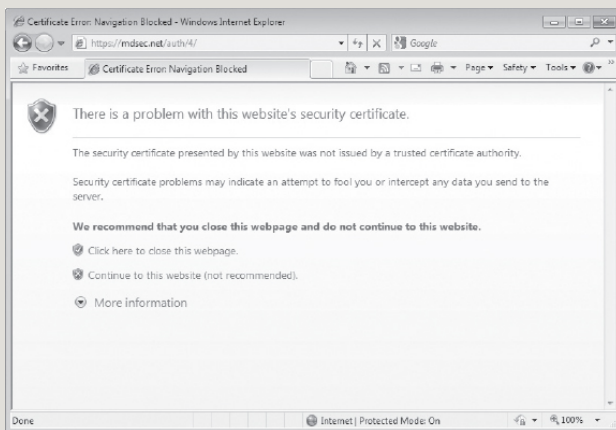 Certificate Error: Navigation Blocked - Windows Internet Explorer
https://mdsec.net/auth/4/
Google
Favorites
Certificate Error: Navigation Blocked
Page
Safety
Tools
There is a problem with this website's security certificate.
The security certificate presented by this website was not issued by a trusted certificate authority.
Security certificate problems may indicate an attempt to fool you or intercept any data you send to the
server.
We recommend that you close this webpage and do not continue to this website.
Click here to close this webpage.
Continue to this website (not recommended).
More information
Done
Internet | Protected Mode: On
100%